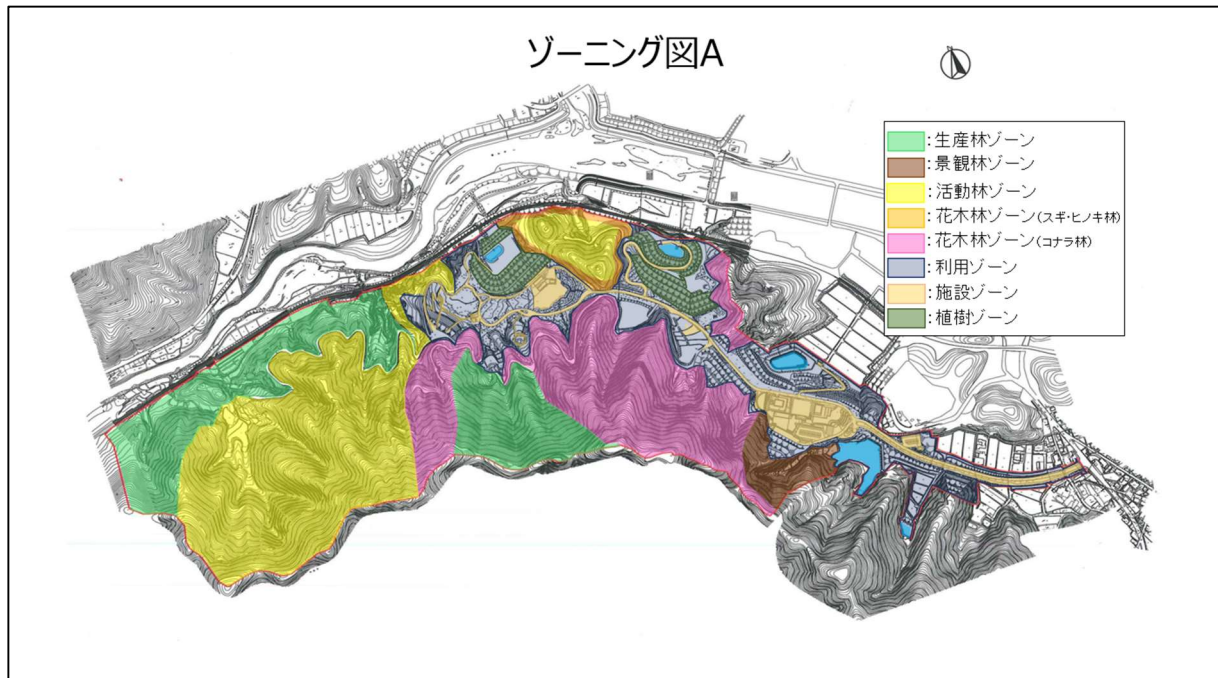 ゾーニング図A
:生産林ゾーン
:景観林ゾーン
:活動林ゾーン
:花木林ゾーン(スギ・ヒノキ林)
:花木林ゾーン(コナラ林)
:利用ゾーン
:施設ゾーン
:植樹ゾーン